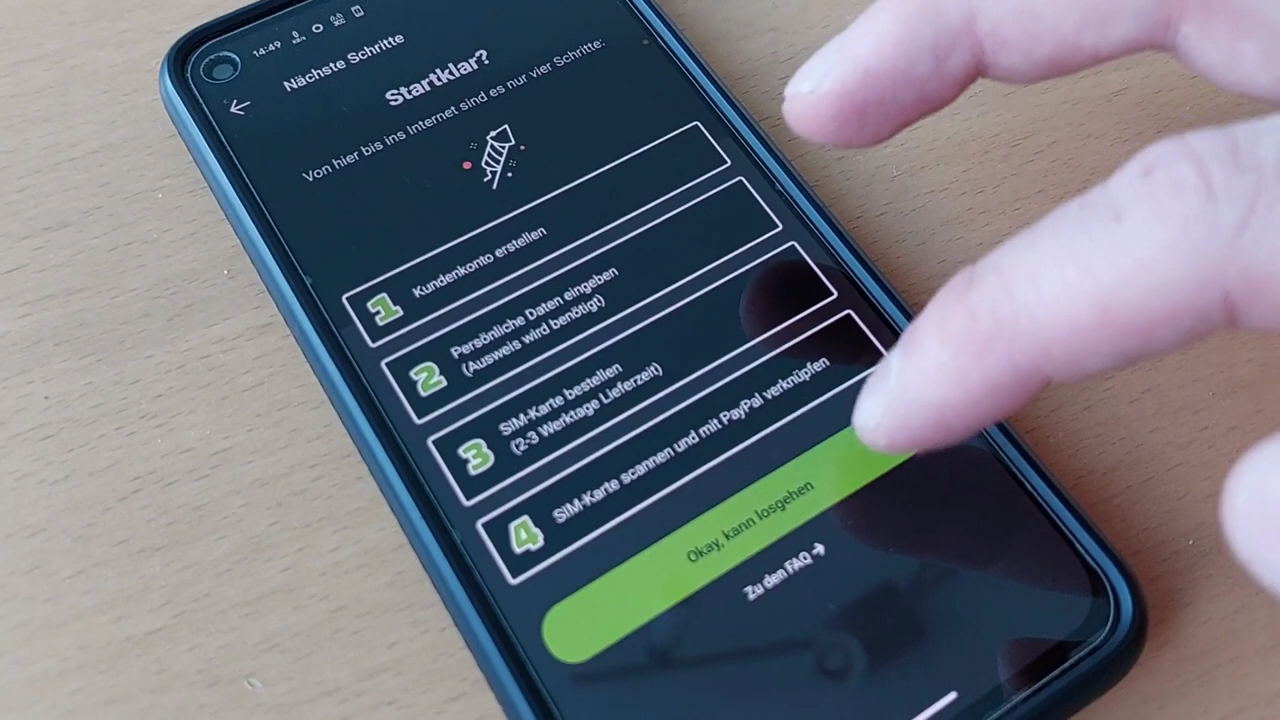 14:49
Nächste Schritte
Startklar?
Von hier bis ins Internet sind es nur vier Schritte:
1 Kundenkonto erstellen
2 Persönliche Daten eingeben
(Ausweis wird benötigt)
3 SIM-Karte bestellen
(2-3 Werktage Lieferzeit)
4 SIM-Karte scannen und mit PayPal verknüpfen
Okay, kann losgehen
Zu den FAQ →